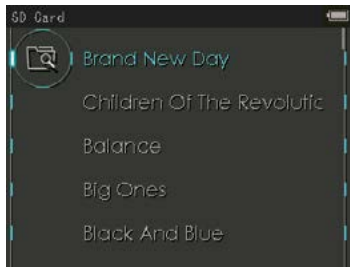 SD Card
Brand New Day
Children Of The Revolutic
Balance
Big Ones
Black And Blue